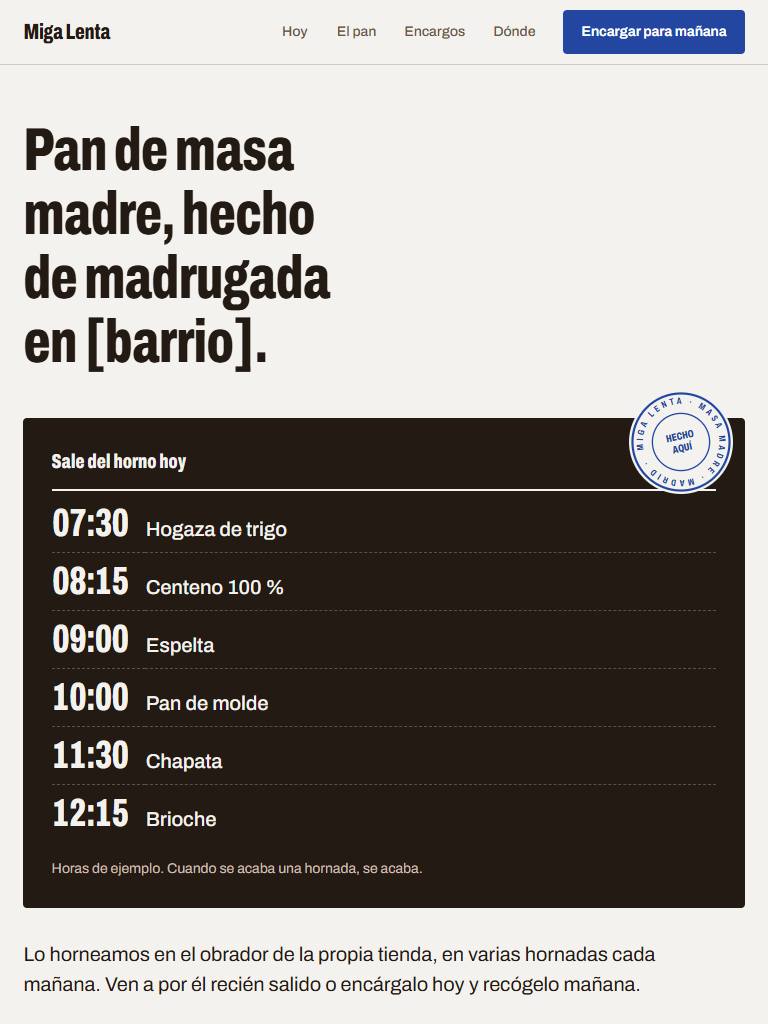 Miga Lenta
Hoy
El pan
Encargos
Dónde
Encargar para mañana
Pan de masa
madre, hecho
de madrugada
en [barrio].
MIGA LENTA · MASA MADRE · MADRID ·
HECHO
AQUÍ
Sale del horno hoy
07:30 Hogaza de trigo
08:15 Centeno 100 %
09:00 Espelta
10:00 Pan de molde
11:30 Chapata
12:15 Brioche
Horas de ejemplo. Cuando se acaba una hornada, se acaba.
Lo horneamos en el obrador de la propia tienda, en varias hornadas cada
mañana. Ven a por él recién salido o encárgalo hoy y recógelo mañana.